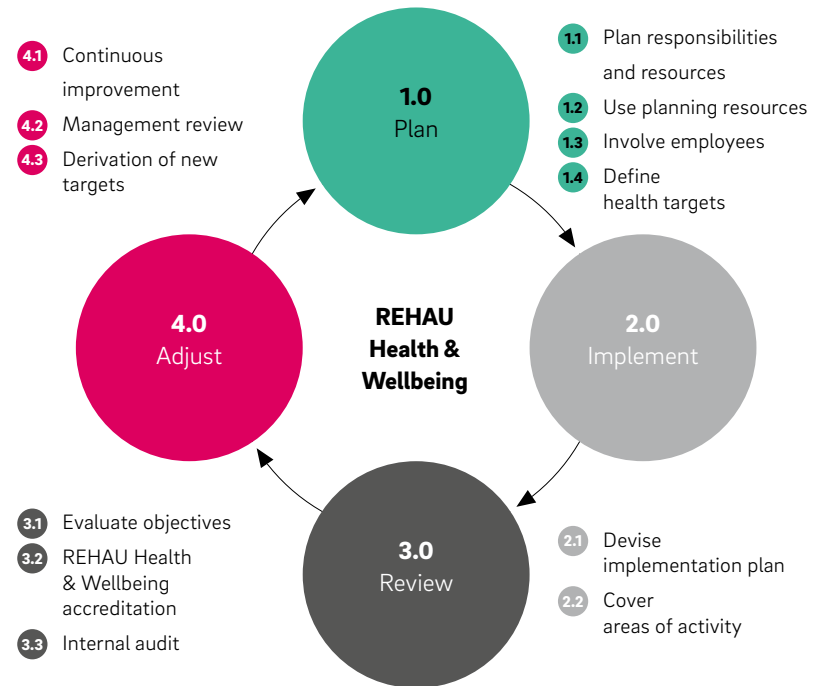 1.0
Plan
1.1 Plan responsibilities
and resources
1.2 Use planning resources
1.3 Involve employees
1.4 Define
health targets
2.0
Implement
2.1 Devise
implementation plan
2.2 Cover
areas of activity
3.0
Review
3.1 Evaluate objectives
3.2 REHAU Health
& Wellbeing
accreditation
3.3 Internal audit
4.0
Adjust
4.1 Continuous
improvement
4.2 Management review
4.3 Derivation of new
targets
REHAU
Health &
Wellbeing